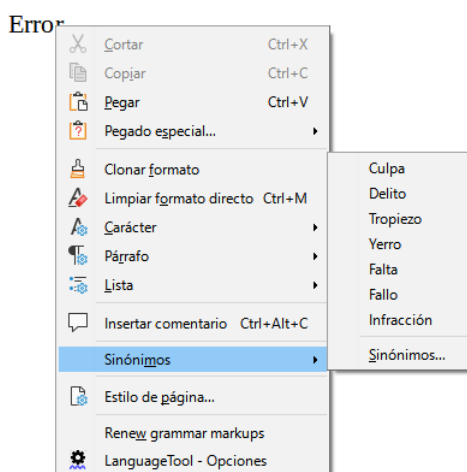 Error
Cortar Ctrl+X
Copiar Ctrl+C
Pegar Ctrl+V
Pegado especial...
Clonar formato
Limpiar formato directo Ctrl+M
Carácter
Párrafo
Lista
Insertar comentario Ctrl+Alt+C
Sinónimos
Culpa
Delito
Tropiezo
Yerro
Falta
Fallo
Infracción
Sinónimos...
Estilo de página...
Renew grammar markups
LanguageTool - Opciones